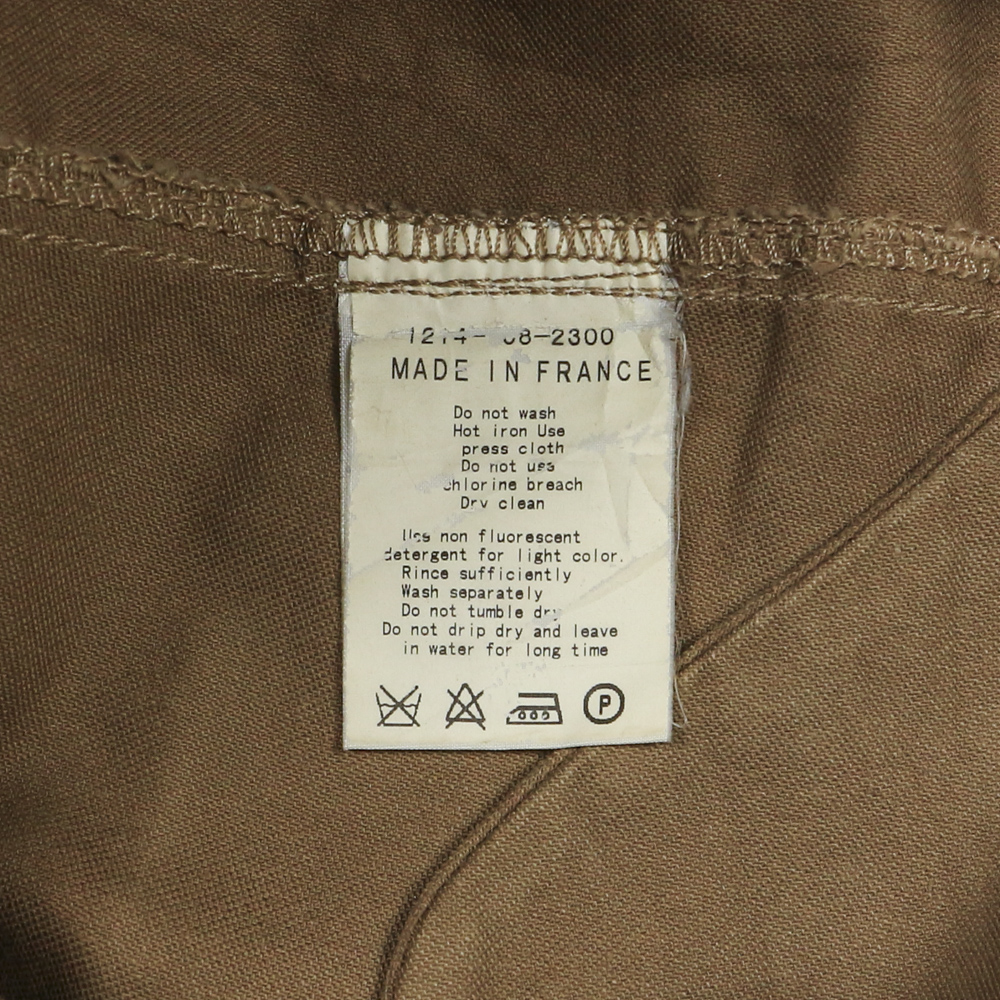 08-2300
MADE IN FRANCE
Do not wash
Hot iron Use
press cloth
Do not use
chlorine breach
Dry clean
Use non fluorescent
detergent for light color.
Rince sufficiently
Wash separately
Do not tumble dry
Do not drip dry and leave
in water for long time
P